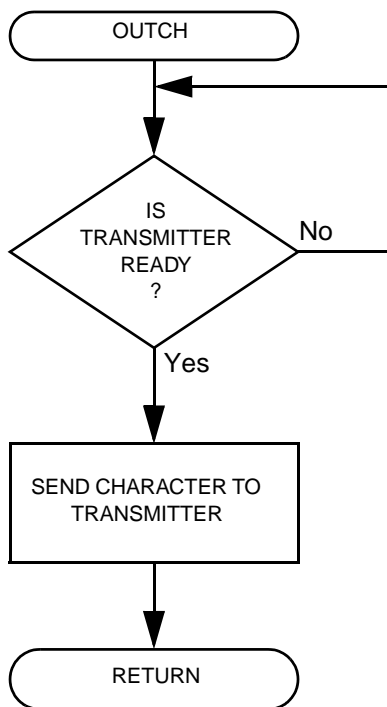 OUTCH
IS
TRANSMITTER
READY
?
No
Yes
SEND CHARACTER TO
TRANSMITTER
RETURN